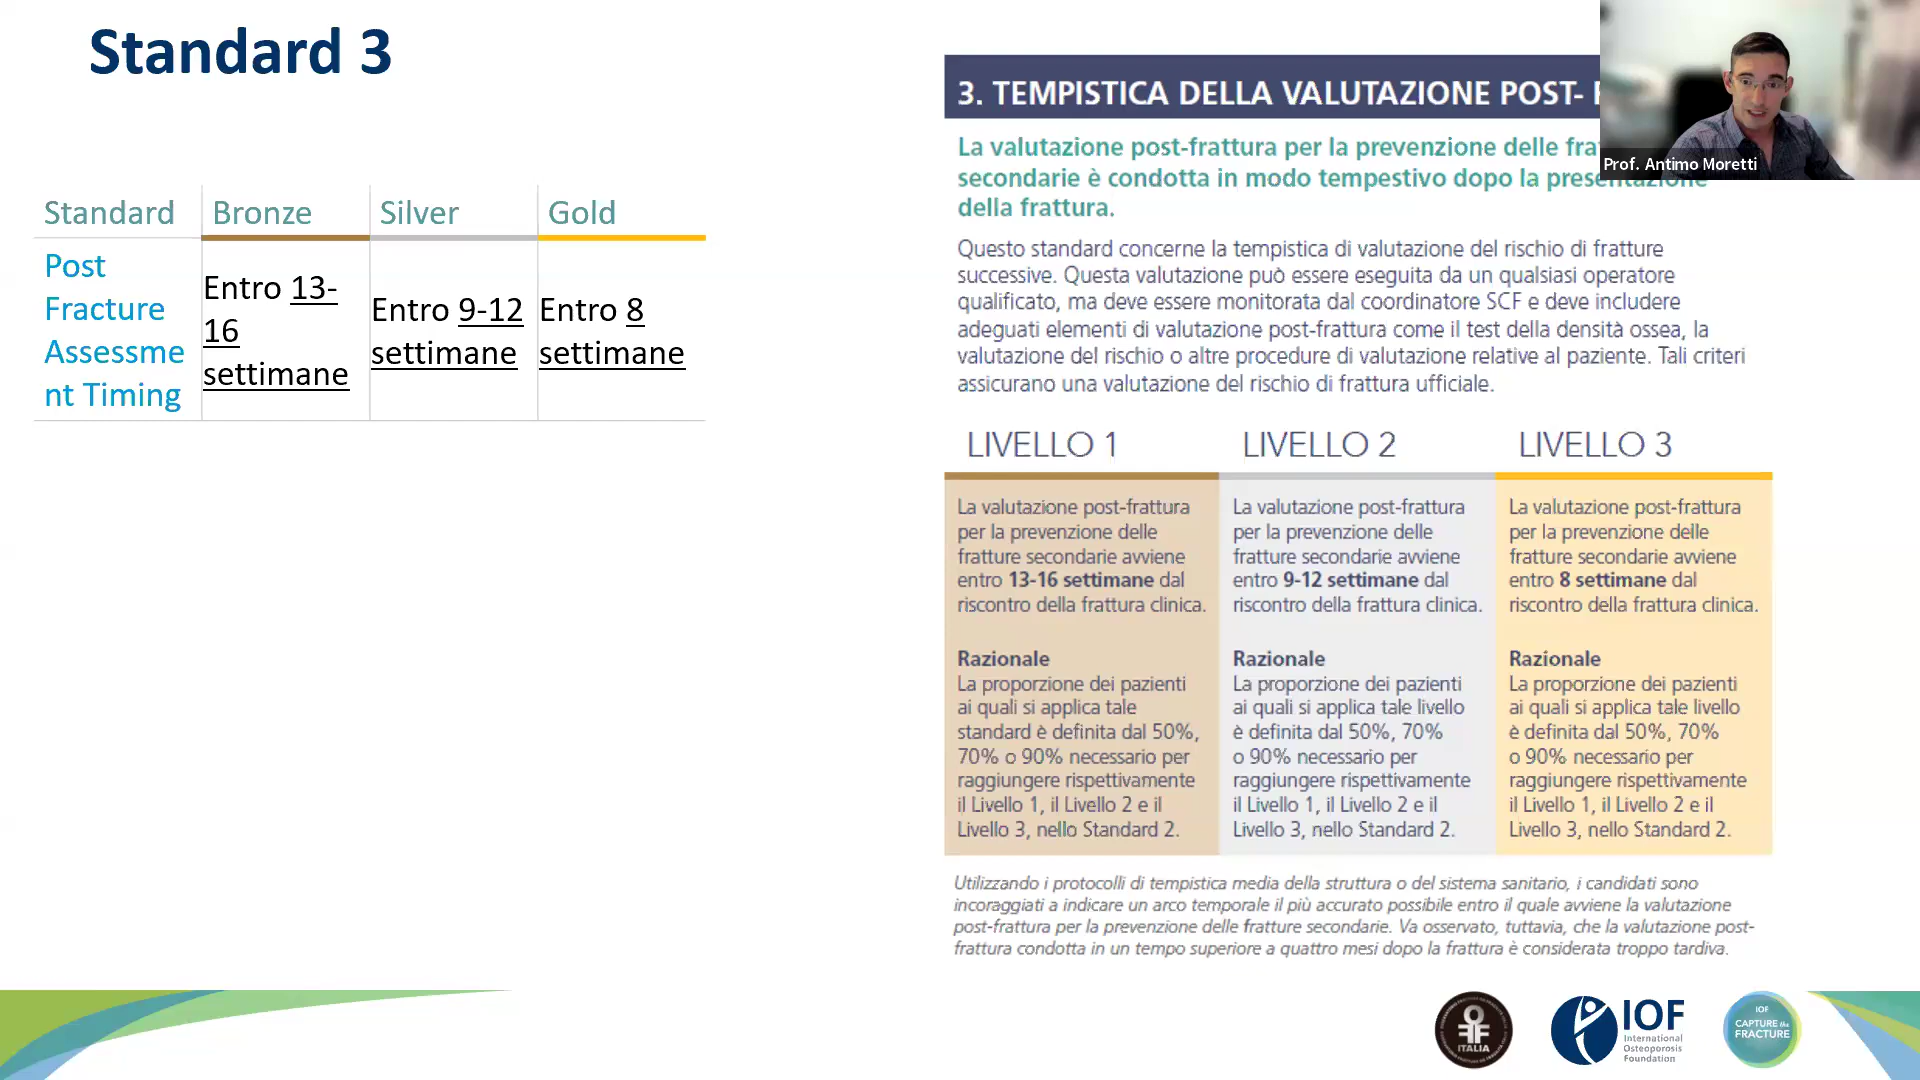 Standard 3
Standard Bronze Silver Gold
Post
Fracture
Assessme
nt Timing
Entro 13-
16
settimane
Entro 9-12
settimane
Entro 8
settimane
3. TEMPISTICA DELLA VALUTAZIONE POST-
La valutazione post-frattura per la prevenzione delle
secondarie è condotta in modo tempestivo dopo la presentazione
della frattura.
Questo standard concerne la tempistica di valutazione del rischio di fratture
successive. Questa valutazione può essere eseguita da un qualsiasi operatore
qualificato, ma deve essere monitorata dal coordinatore SCF e deve includere
adeguati elementi di valutazione post-frattura come il test della densità ossea, la
valutazione del rischio o altre procedure di valutazione relative al paziente. Tali criteri
assicurano una valutazione del rischio di frattura ufficiale.
LIVELLO 1
La valutazione post-frattura
per la prevenzione delle
fratture secondarie avviene
entro 13-16 settimane dal
riscontro della frattura clinica.
Razionale
La proporzione dei pazienti
ai quali si applica tale
standard è definita dal 50%,
70% o 90% necessario per
raggiungere rispettivamente
il Livello 1, il Livello 2 e il
Livello 3, nello Standard 2.
LIVELLO 2
La valutazione post-frattura
per la prevenzione delle
fratture secondarie avviene
entro 9-12 settimane dal
riscontro della frattura clinica.
Razionale
La proporzione dei pazienti
ai quali si applica tale livello
è definita dal 50%, 70%
o 90% necessario per
raggiungere rispettivamente
il Livello 1, il Livello 2 e il
Livello 3, nello Standard 2.
LIVELLO 3
La valutazione post-frattura
per la prevenzione delle
fratture secondarie avviene
entro 8 settimane dal
riscontro della frattura clinica.
Razionale
La proporzione dei pazienti
ai quali si applica tale livello
è definita dal 50%, 70%
o 90% necessario per
raggiungere rispettivamente
il Livello 1, il Livello 2 e il
Livello 3, nello Standard 2.
Utilizzando i protocolli di tempistica media della struttura o del sistema sanitario, i candidati sono
incoraggiati a indicare un arco temporale il più accurato possibile entro il quale avviene la valutazione
post-frattura per la prevenzione delle fratture secondarie. Va osservato, tuttavia, che la valutazione post-
frattura condotta in un tempo superiore a quattro mesi dopo la frattura è considerata troppo tardiva.
Prof. Antimo Moretti
ITALIA
IOF
International
Osteoporosis
Foundation
IOF
CAPTURE the
FRACTURE